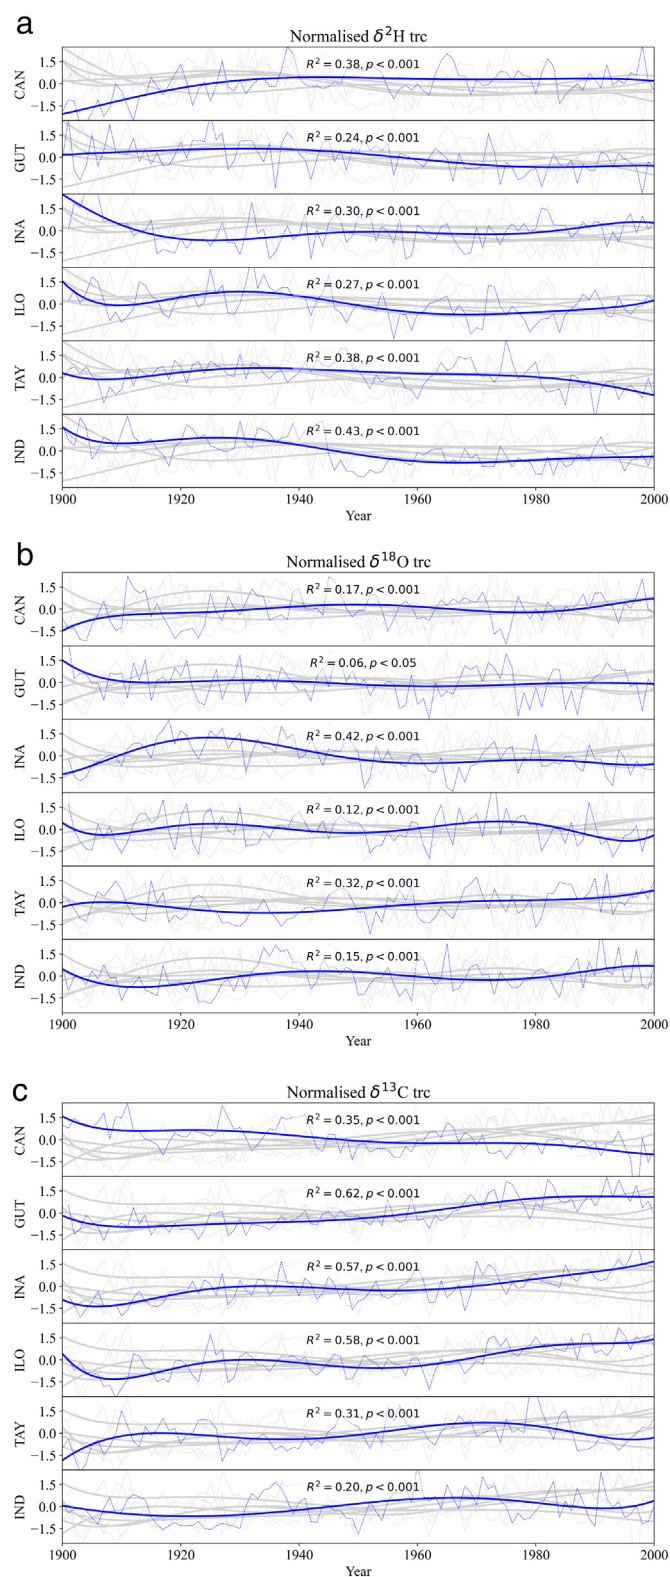 a
Normalised δ²H trc
CAN
1.5
0.0
−1.5
R² = 0.38, p < 0.001
GUT
1.5
0.0
−1.5
R² = 0.24, p < 0.001
INA
1.5
0.0
−1.5
R² = 0.30, p < 0.001
ILO
1.5
0.0
−1.5
R² = 0.27, p < 0.001
TAY
1.5
0.0
−1.5
R² = 0.38, p < 0.001
IND
1.5
0.0
−1.5
R² = 0.43, p < 0.001
1900 1920 1940 1960 1980 2000
Year
b
Normalised δ¹⁸O trc
CAN
1.5
0.0
−1.5
R² = 0.17, p < 0.001
GUT
1.5
0.0
−1.5
R² = 0.06, p < 0.05
INA
1.5
0.0
−1.5
R² = 0.42, p < 0.001
ILO
1.5
0.0
−1.5
R² = 0.12, p < 0.001
TAY
1.5
0.0
−1.5
R² = 0.32, p < 0.001
IND
1.5
0.0
−1.5
R² = 0.15, p < 0.001
1900 1920 1940 1960 1980 2000
Year
c
Normalised δ¹³C trc
CAN
1.5
0.0
−1.5
R² = 0.35, p < 0.001
GUT
1.5
0.0
−1.5
R² = 0.62, p < 0.001
INA
1.5
0.0
−1.5
R² = 0.57, p < 0.001
ILO
1.5
0.0
−1.5
R² = 0.58, p < 0.001
TAY
1.5
0.0
−1.5
R² = 0.31, p < 0.001
IND
1.5
0.0
−1.5
R² = 0.20, p < 0.001
1900 1920 1940 1960 1980 2000
Year